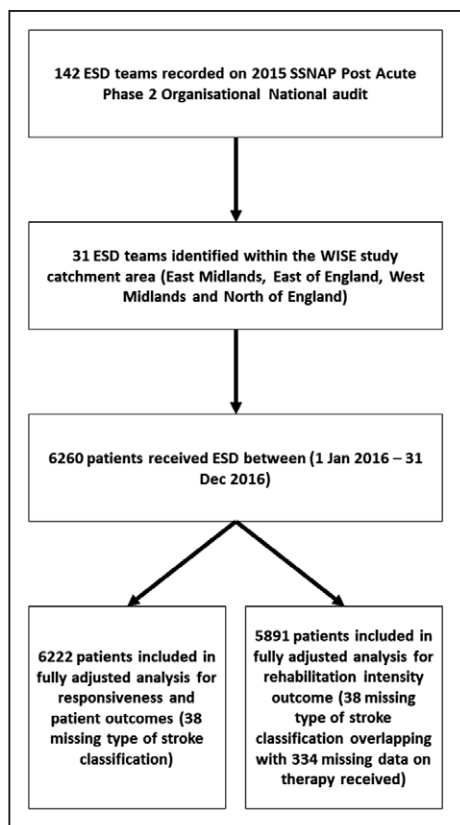 142 ESD teams recorded on 2015 SSNAP Post Acute
Phase 2 Organisational National audit
31 ESD teams identified within the WISE study
catchment area (East Midlands, East of England, West
Midlands and North of England)
6260 patients received ESD between (1 Jan 2016 – 31
Dec 2016)
6222 patients included in
fully adjusted analysis for
responsiveness and
patient outcomes (38
missing type of stroke
classification)
5891 patients included in
fully adjusted analysis for
rehabilitation intensity
outcome (38 missing
type of stroke
classification overlapping
with 334 missing data on
therapy received)